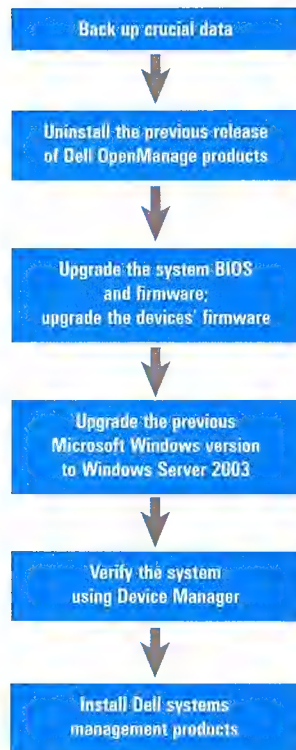 Back up crucial data
Uninstall the previous release
of Dell OpenManage products
Upgrade the system BIOS
and firmware;
upgrade the devices' firmware
Upgrade the previous
Microsoft Windows version
to Windows Server 2003
Verify the system
using Device Manager
Install Dell systems
management products